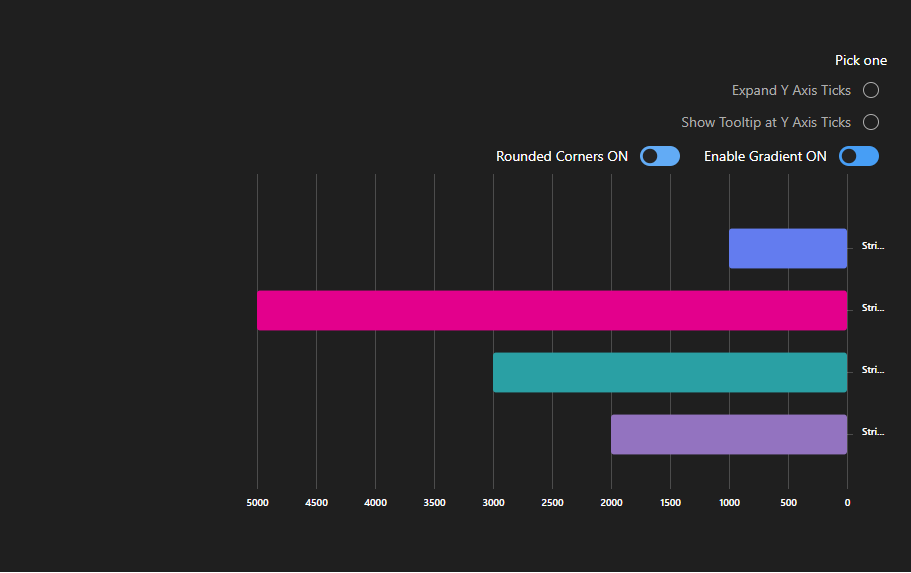 Pick one
Expand Y Axis Ticks
Show Tooltip at Y Axis Ticks
Rounded Corners ON Enable Gradient ON
Stri...
Stri...
Stri...
Stri...
5000 4500 4000 3500 3000 2500 2000 1500 1000 500 0